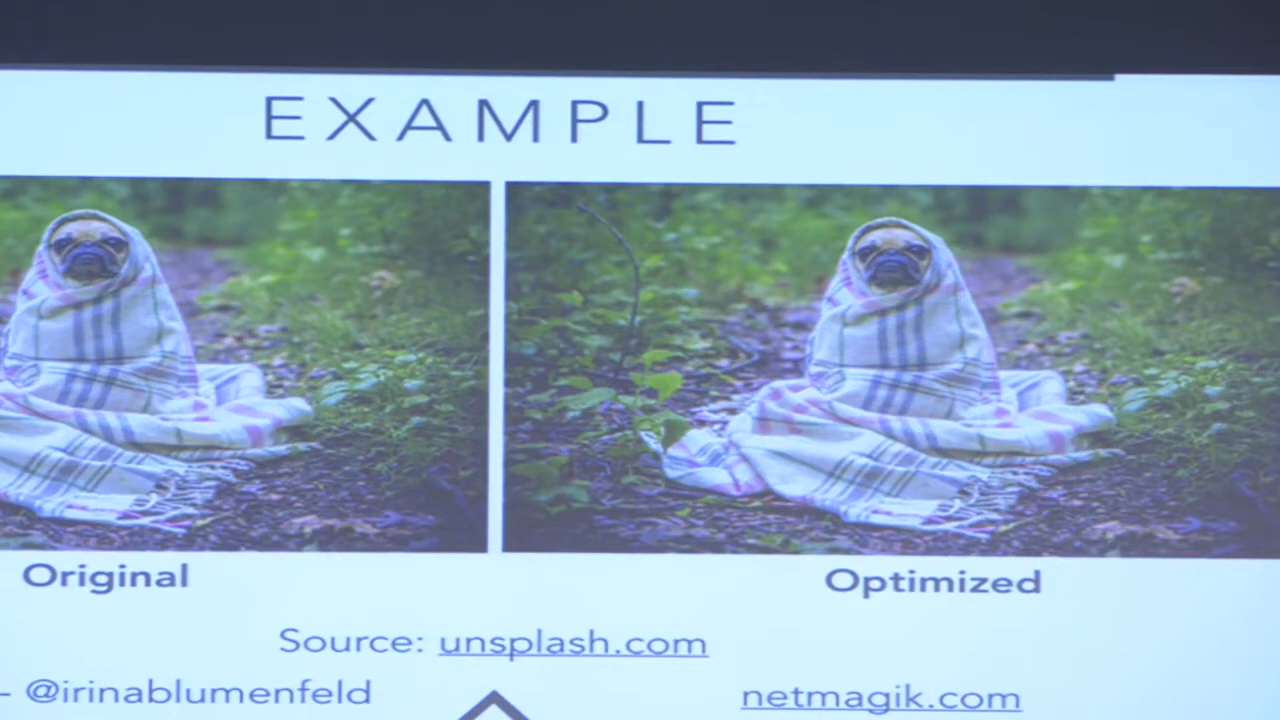 EXAMPLE
Original
Optimized
Source: unsplash.com
- @irinablumenfeld
netmagik.com